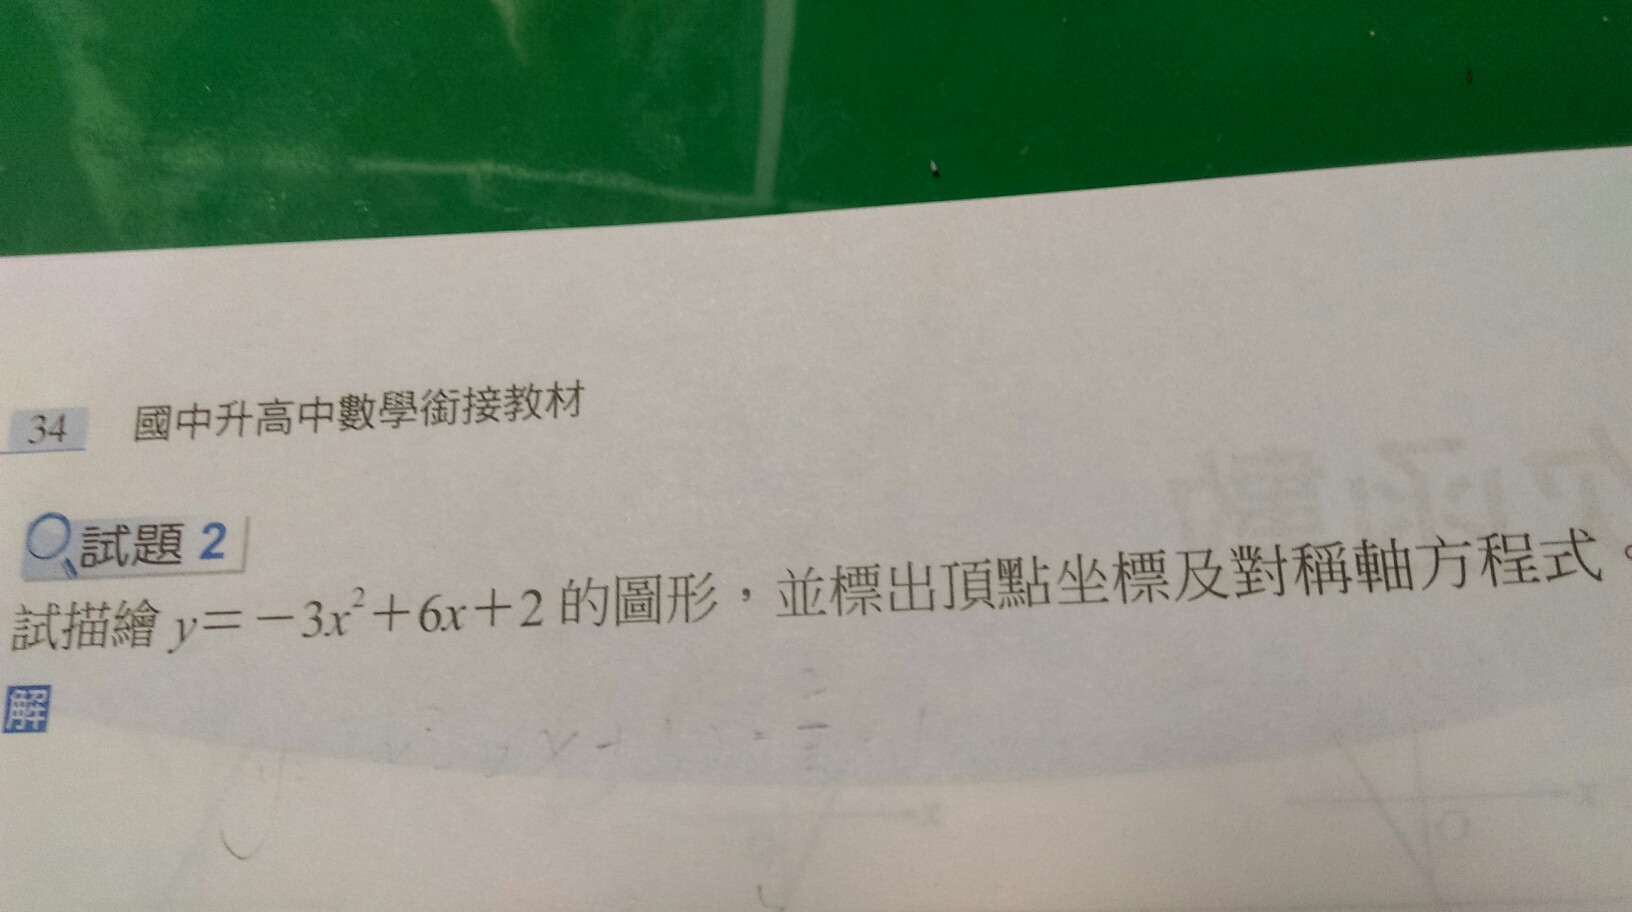 34 國中升高中數學銜接教材
試題 2
試描繪 y=-3x²+6x+2 的圖形，並標出頂點坐標及對稱軸方程式。
解